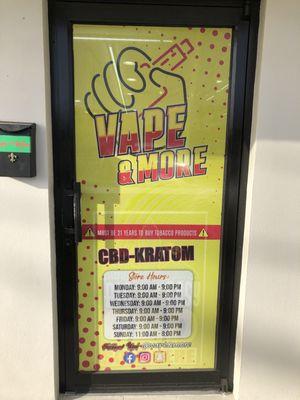 VAPE
& MORE
MUST BE 21 YEARS TO BUY TOBACCO PRODUCTS
CBD-KRATOM
Store Hours:
MONDAY: 9:00 AM - 9:00 PM
TUESDAY: 9:00 AM - 9:00 PM
WEDNESDAY: 9:00 AM - 9:00 PM
THURSDAY: 9:00 AM - 9:00 PM
FRIDAY: 9:00 AM - 9:00 PM
SATURDAY: 9:00 AM - 9:00 PM
SUNDAY: 11:00 AM - 8:00 PM